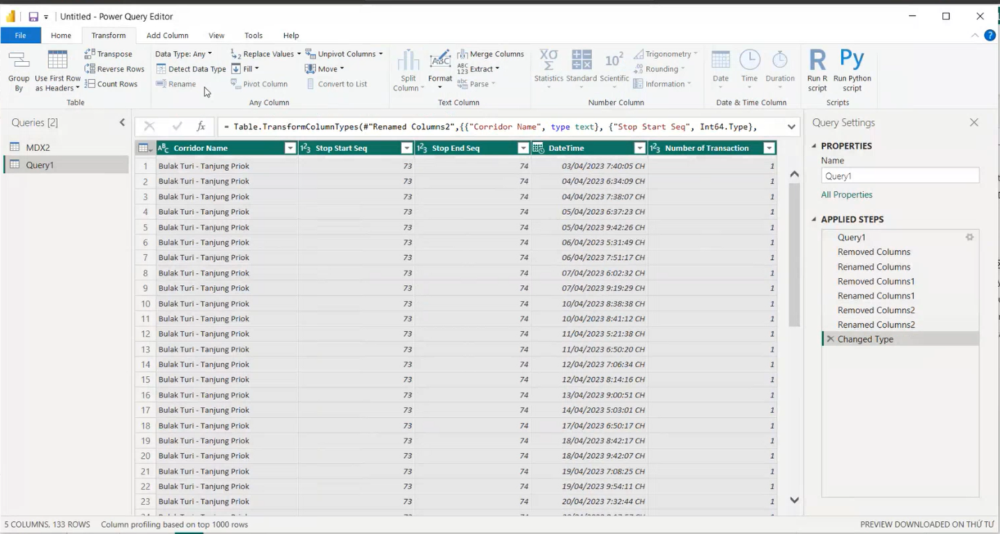 Untitled - Power Query Editor
File Home Transform Add Column View Tools Help
Group By
Use First Row as Headers
Transpose
Reverse Rows
Count Rows
Table
Data Type: Any
Detect Data Type
Rename
Replace Values
Fill
Pivot Column
Unpivot Columns
Move
Convert to List
Any Column
Split Column
Format
Merge Columns
Extract
Parse
Text Column
Statistics
Standard
Scientific
Trigonometry
Rounding
Information
Number Column
Date
Time
Duration
Date & Time Column
Run R script
Run Python script
Scripts
Queries [2]
MDX2
Query1
= Table.TransformColumnTypes(#"Renamed Columns2",{{"Corridor Name", type text}, {"Stop Start Seq", Int64.Type},
Corridor Name Stop Start Seq Stop End Seq DateTime Number of Transaction
1 Bulak Turi - Tanjung Priok 73 74 03/04/2023 7:40:05 CH 1
2 Bulak Turi - Tanjung Priok 73 74 04/04/2023 6:34:09 CH 1
3 Bulak Turi - Tanjung Priok 73 74 04/04/2023 7:38:07 CH 1
4 Bulak Turi - Tanjung Priok 73 74 05/04/2023 6:37:23 CH 1
5 Bulak Turi - Tanjung Priok 73 74 05/04/2023 9:42:26 CH 1
6 Bulak Turi - Tanjung Priok 73 74 06/04/2023 5:31:49 CH 1
7 Bulak Turi - Tanjung Priok 73 74 06/04/2023 7:51:17 CH 1
8 Bulak Turi - Tanjung Priok 73 74 07/04/2023 6:02:32 CH 1
9 Bulak Turi - Tanjung Priok 73 74 07/04/2023 9:19:29 CH 1
10 Bulak Turi - Tanjung Priok 73 74 10/04/2023 8:38:38 CH 1
11 Bulak Turi - Tanjung Priok 73 74 10/04/2023 8:41:12 CH 1
12 Bulak Turi - Tanjung Priok 73 74 11/04/2023 5:21:38 CH 1
13 Bulak Turi - Tanjung Priok 73 74 11/04/2023 6:50:20 CH 1
14 Bulak Turi - Tanjung Priok 73 74 12/04/2023 7:06:34 CH 1
15 Bulak Turi - Tanjung Priok 73 74 12/04/2023 8:14:16 CH 1
16 Bulak Turi - Tanjung Priok 73 74 13/04/2023 9:00:51 CH 1
17 Bulak Turi - Tanjung Priok 73 74 14/04/2023 5:03:01 CH 1
18 Bulak Turi - Tanjung Priok 73 74 17/04/2023 6:50:17 CH 1
19 Bulak Turi - Tanjung Priok 73 74 18/04/2023 8:42:17 CH 1
20 Bulak Turi - Tanjung Priok 73 74 18/04/2023 9:42:07 CH 1
21 Bulak Turi - Tanjung Priok 73 74 19/04/2023 7:08:25 CH 1
22 Bulak Turi - Tanjung Priok 73 74 19/04/2023 9:54:11 CH 1
23 Bulak Turi - Tanjung Priok 73 74 20/04/2023 7:32:44 CH 1
Query Settings
PROPERTIES
Name
Query1
All Properties
APPLIED STEPS
Query1
Removed Columns
Renamed Columns
Removed Columns1
Renamed Columns1
Removed Columns2
Renamed Columns2
Changed Type
5 COLUMNS, 133 ROWS Column profiling based on top 1000 rows
PREVIEW DOWNLOADED ON THỨ TƯ